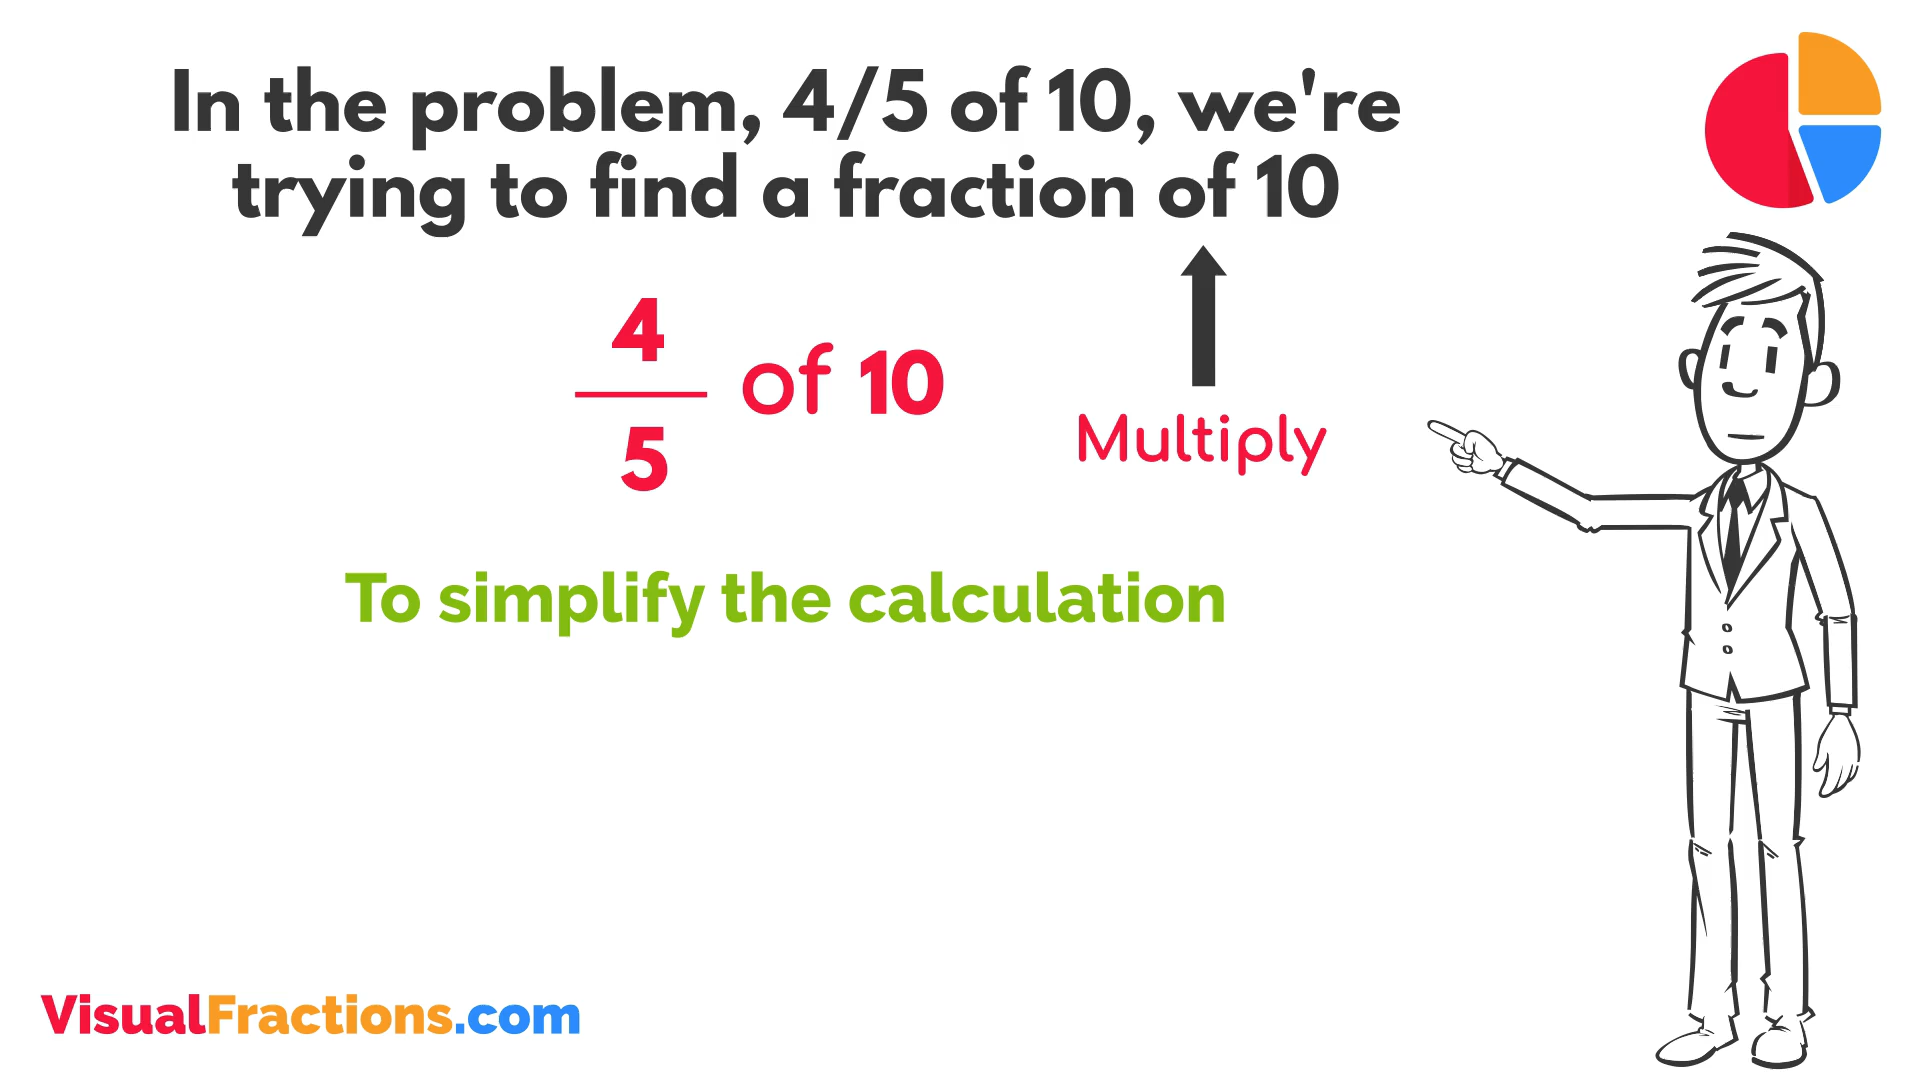 In the problem, 4/5 of 10, we're
trying to find a fraction of 10
4
of 10
5
Multiply
To simplify the calculation
VisualFractions.com